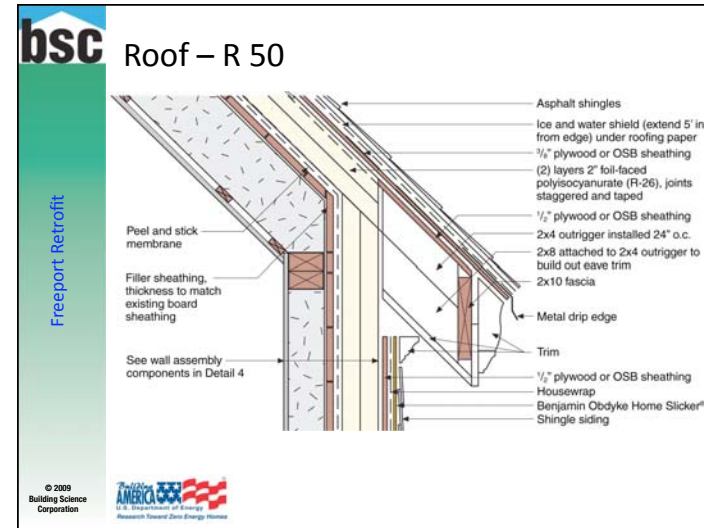 bsc
Roof – R 50
Freeport Retrofit
Peel and stick
membrane
Filler sheathing,
thickness to match
existing board
sheathing
See wall assembly
components in Detail 4
Asphalt shingles
Ice and water shield (extend 5' in
from edge) under roofing paper
3/8" plywood or OSB sheathing
(2) layers 2" foil-faced
polyisocyanurate (R-26), joints
staggered and taped
1/2" plywood or OSB sheathing
2x4 outrigger installed 24" o.c.
2x8 attached to 2x4 outrigger to
build out eave trim
2x10 fascia
Metal drip edge
Trim
1/2" plywood or OSB sheathing
Housewrap
Benjamin Obdyke Home Slicker®
Shingle siding
© 2009
Building Science
Corporation
Building
AMERICA
U.S. Department of Energy
Research Toward Zero Energy Homes